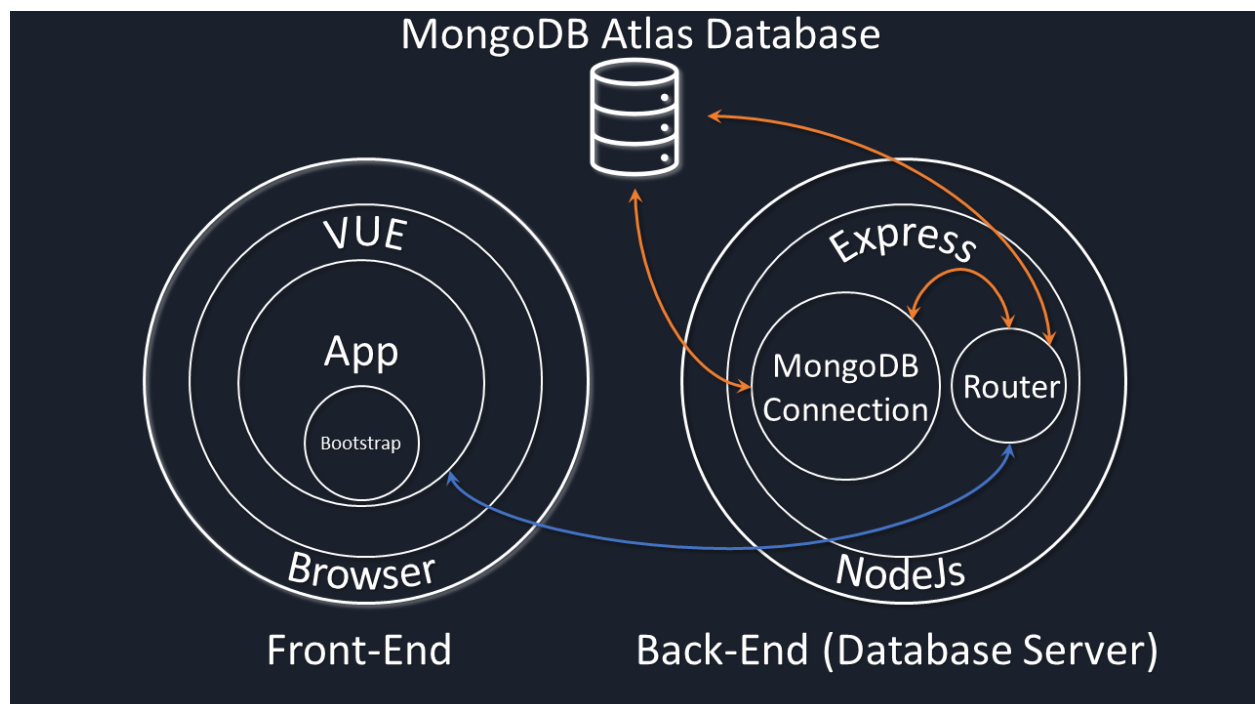 MongoDB Atlas Database
VUE
App
Bootstrap
Browser
Front-End
Express
MongoDB
Connection
Router
NodeJs
Back-End (Database Server)